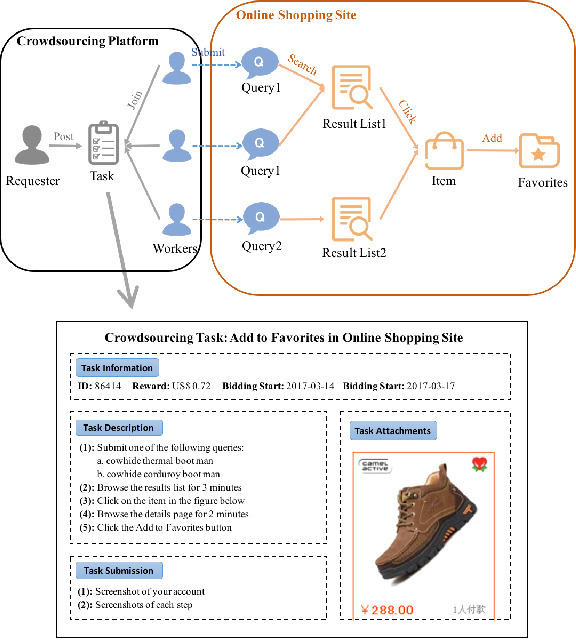 Online Shopping Site
Crowdsourcing Platform
Submit
Q
Search
Query1
Join
Click
Result List1
Post
Q
Add
Requester
Task
Query1
Item
Favorites
Q
Workers
Query2
Result List2
Crowdsourcing Task: Add to Favorites in Online Shopping Site
Task Information
ID: 86414 Reward: US$ 0.72 Bidding Start: 2017-03-14 Bidding Start: 2017-03-17
Task Description
(1): Submit one of the following queries:
a. cowhide thermal boot man
b. cowhide corduroy boot man
(2): Browse the results list for 3 minutes
(3): Click on the item in the figure below
(4): Browse the details page for 2 minutes
(5): Click the Add to Favorites button
Task Submission
(1): Screenshot of your account
(2): Screenshots of each step
Task Attachments
camel
active
¥288.00 1人付款